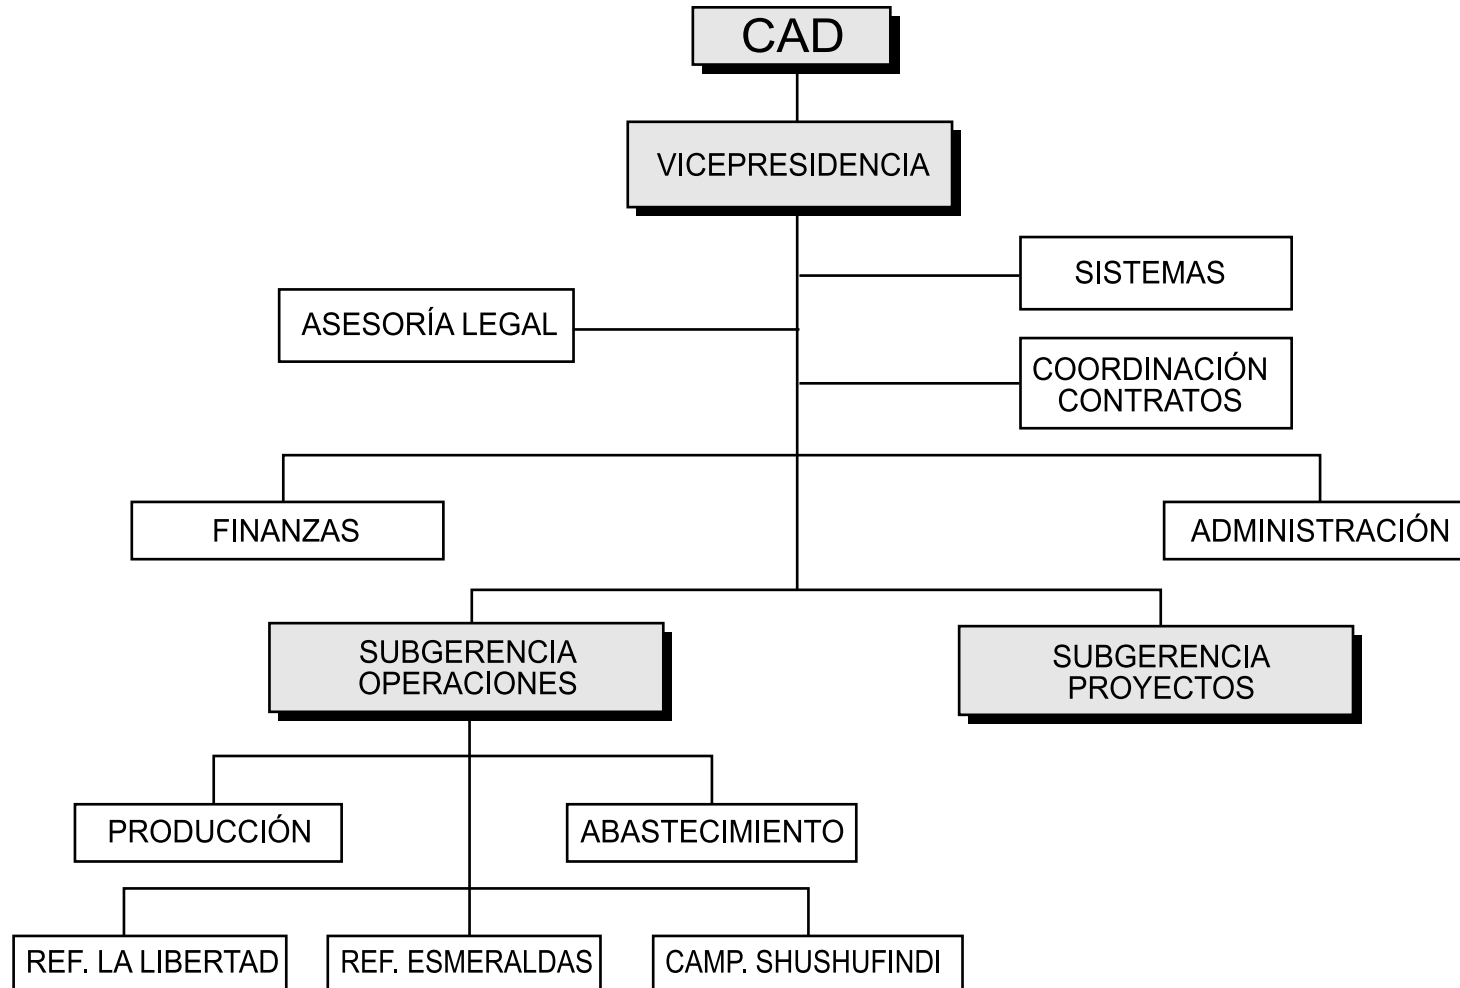 CAD
VICEPRESIDENCIA
SISTEMAS
ASESORÍA LEGAL
COORDINACIÓN
CONTRATOS
FINANZAS
ADMINISTRACIÓN
SUBGERENCIA
OPERACIONES
SUBGERENCIA
PROYECTOS
PRODUCCIÓN
ABASTECIMIENTO
REF. LA LIBERTAD
REF. ESMERALDAS
CAMP. SHUSHUFINDI